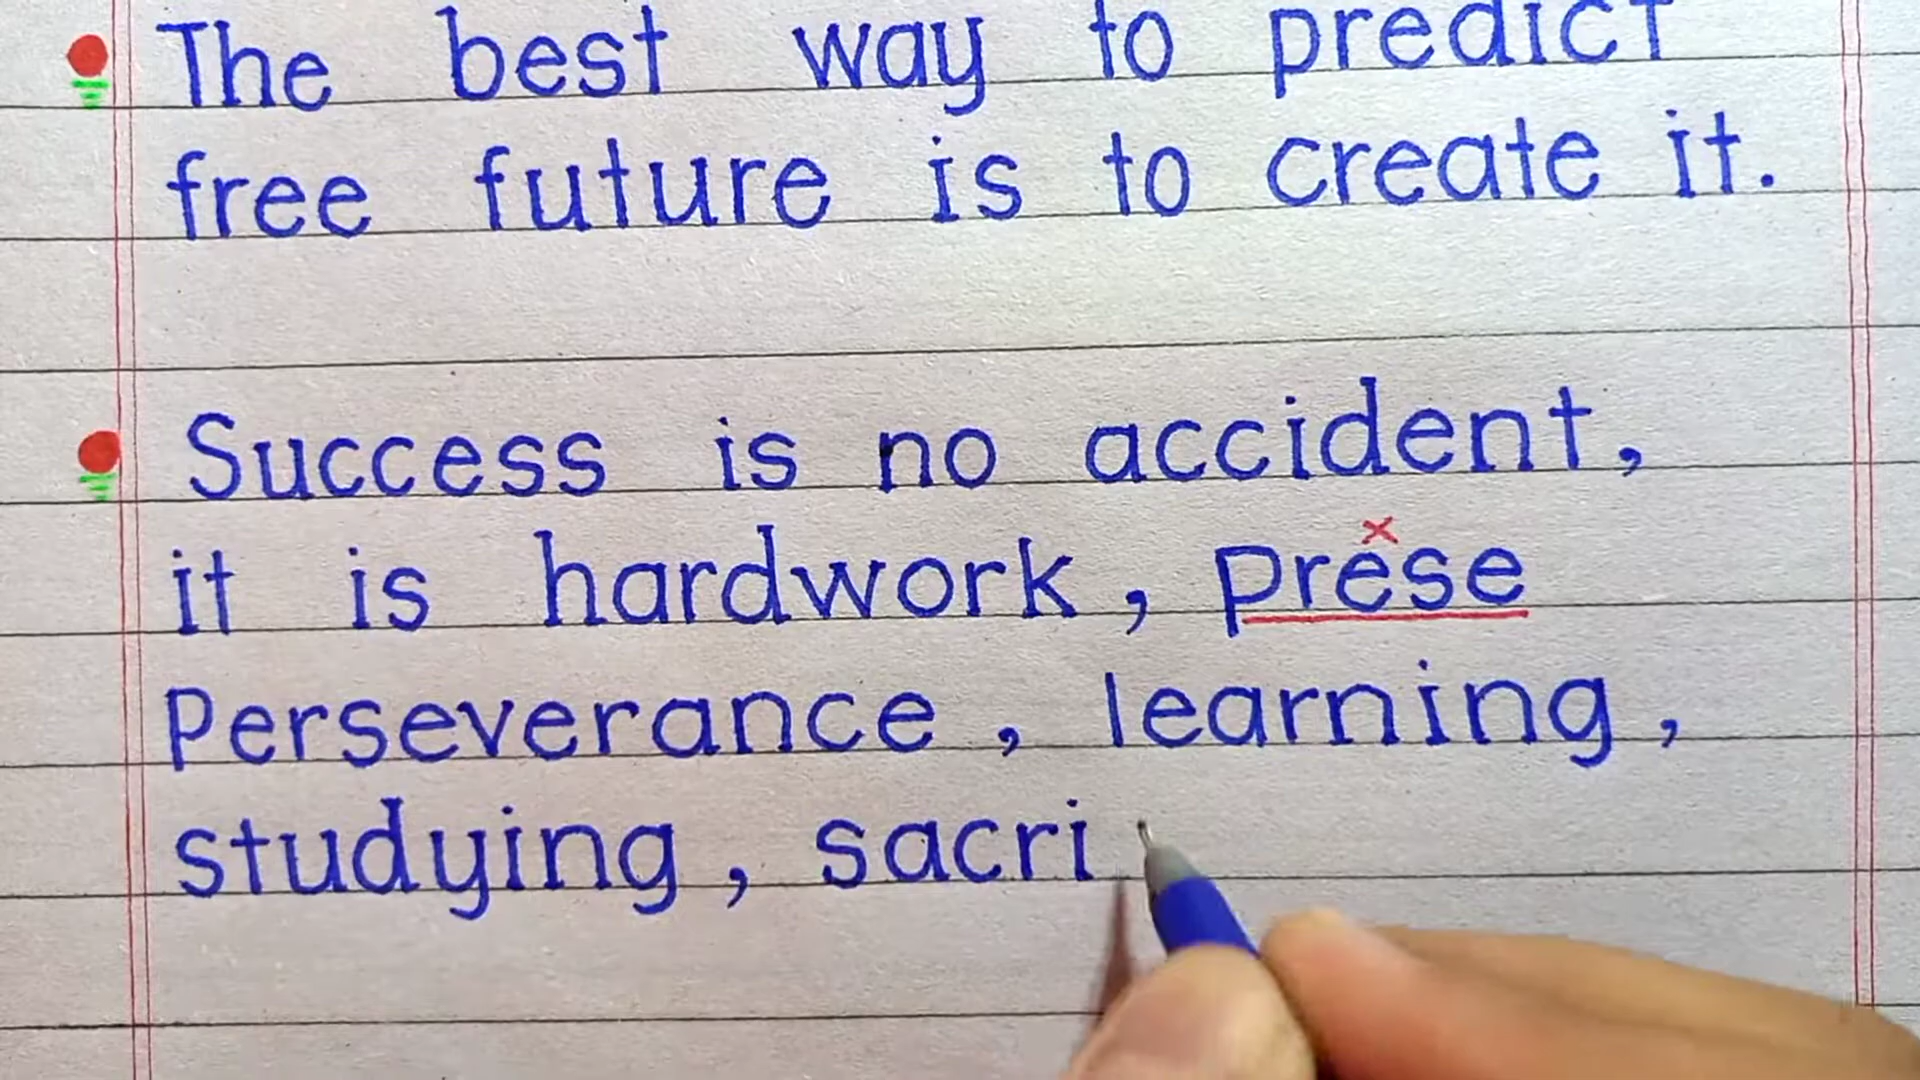 The best way to predict
free future is to create it.
Success is no accident,
it is hardwork, prese
Perseverance, learning,
studying, sacri